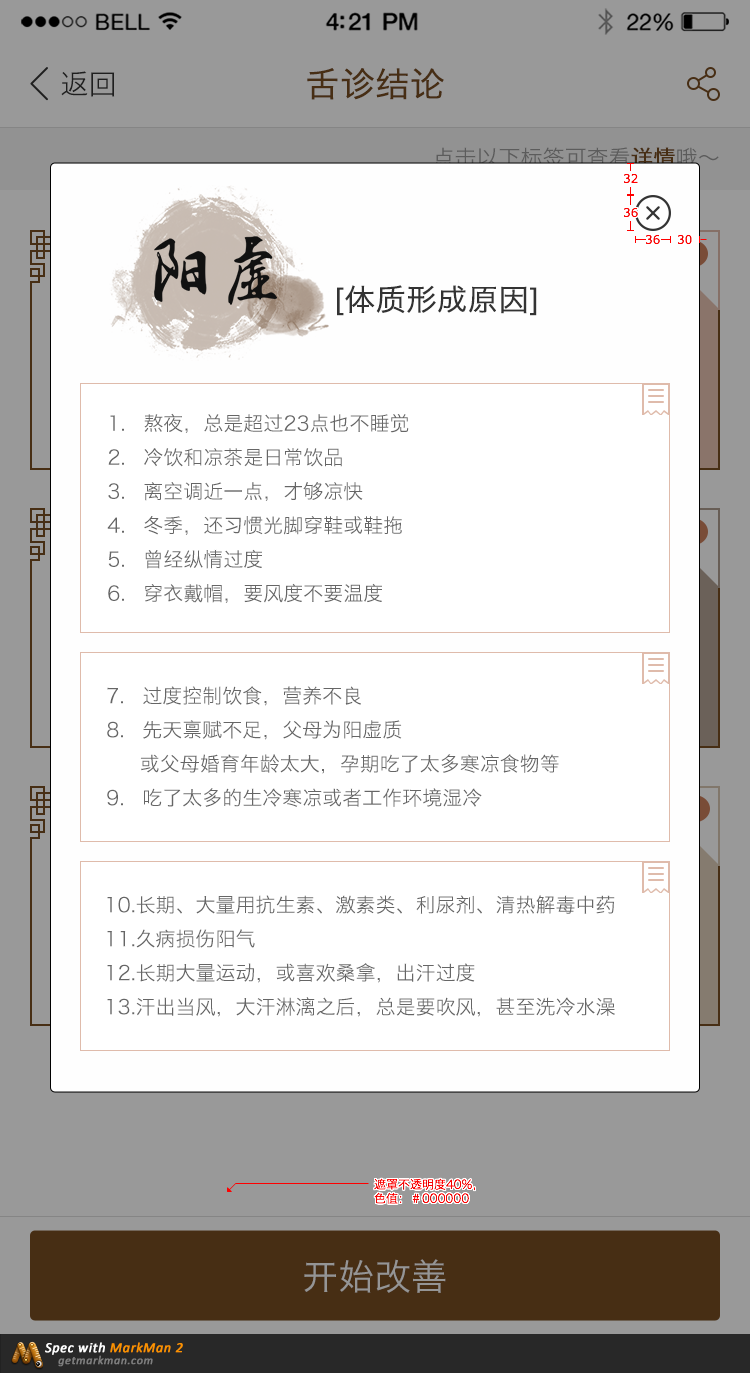 BELL 4:21 PM 22%
返回 舌诊结论
点击以下标签可查看详情哦～
32
36
36 30
阳虚
[体质形成原因]
1. 熬夜，总是超过23点也不睡觉
2. 冷饮和凉茶是日常饮品
3. 离空调近一点，才够凉快
4. 冬季，还习惯光脚穿鞋或鞋拖
5. 曾经纵情过度
6. 穿衣戴帽，要风度不要温度
7. 过度控制饮食，营养不良
8. 先天禀赋不足，父母为阳虚质
或父母婚育年龄太大，孕期吃了太多寒凉食物等
9. 吃了太多的生冷寒凉或者工作环境湿冷
10.长期、大量用抗生素、激素类、利尿剂、清热解毒中药
11.久病损伤阳气
12.长期大量运动，或喜欢桑拿，出汗过度
13.汗出当风，大汗淋漓之后，总是要吹风，甚至洗冷水澡
遮罩不透明度40%,
色值：#000000
开始改善
Spec with MarkMan 2
getmarkman.com